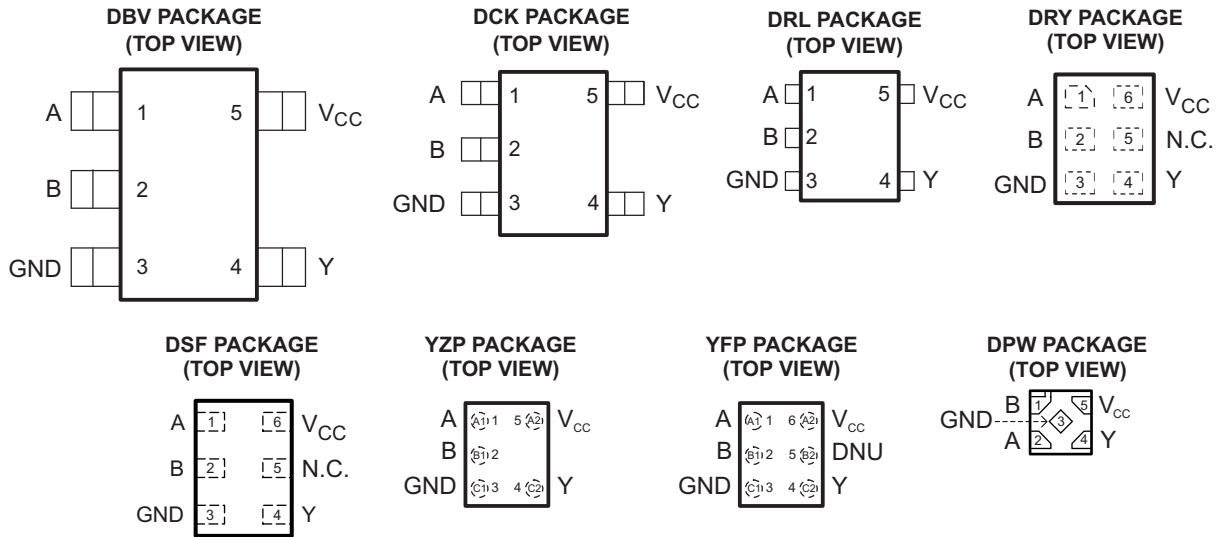 DBV PACKAGE
(TOP VIEW)
A 1 5 VCC
B 2
GND 3 4 Y
DCK PACKAGE
(TOP VIEW)
A 1 5 VCC
B 2
GND 3 4 Y
DRL PACKAGE
(TOP VIEW)
A 1 5 VCC
B 2
GND 3 4 Y
DRY PACKAGE
(TOP VIEW)
A 1 6 VCC
B 2 5 N.C.
GND 3 4 Y
DSF PACKAGE
(TOP VIEW)
A 1 6 VCC
B 2 5 N.C.
GND 3 4 Y
YZP PACKAGE
(TOP VIEW)
A A1 1 5 A2 VCC
B B1 2
GND C1 3 4 C2 Y
YFP PACKAGE
(TOP VIEW)
A A1 1 6 A2 VCC
B B1 2 5 B2 DNU
GND C1 3 4 C2 Y
DPW PACKAGE
(TOP VIEW)
B 1 5 VCC
GND 3
A 2 4 Y